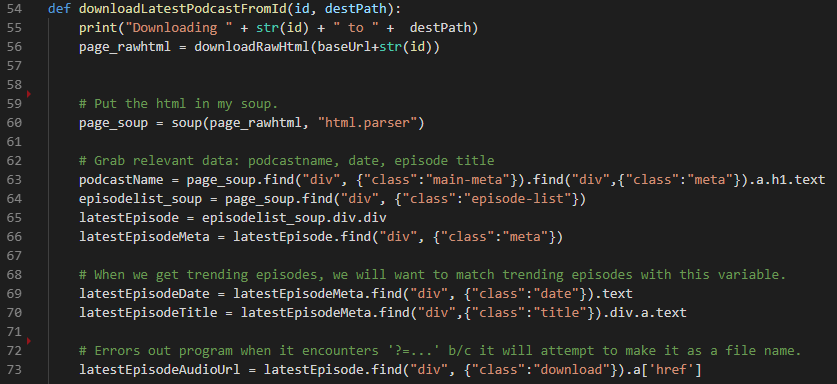 54 def downloadLatestPodcastFromId(id, destPath):
55     print("Downloading " + str(id) + " to " +  destPath)
56     page_rawhtml = downloadRawHtml(baseUrl+str(id))
57
58
59     # Put the html in my soup.
60     page_soup = soup(page_rawhtml, "html.parser")
61
62     # Grab relevant data: podcastname, date, episode title
63     podcastName = page_soup.find("div", {"class":"main-meta"}).find("div",{"class":"meta"}).a.h1.text
64     episodelist_soup = page_soup.find("div", {"class":"episode-list"})
65     latestEpisode = episodelist_soup.div.div
66     latestEpisodeMeta = latestEpisode.find("div", {"class":"meta"})
67
68     # When we get trending episodes, we will want to match trending episodes with this variable.
69     latestEpisodeDate = latestEpisodeMeta.find("div", {"class":"date"}).text
70     latestEpisodeTitle = latestEpisodeMeta.find("div",{"class":"title"}).div.a.text
71
72     # Errors out program when it encounters '?=...' b/c it will attempt to make it as a file name.
73     latestEpisodeAudioUrl = latestEpisode.find("div", {"class":"download"}).a['href']